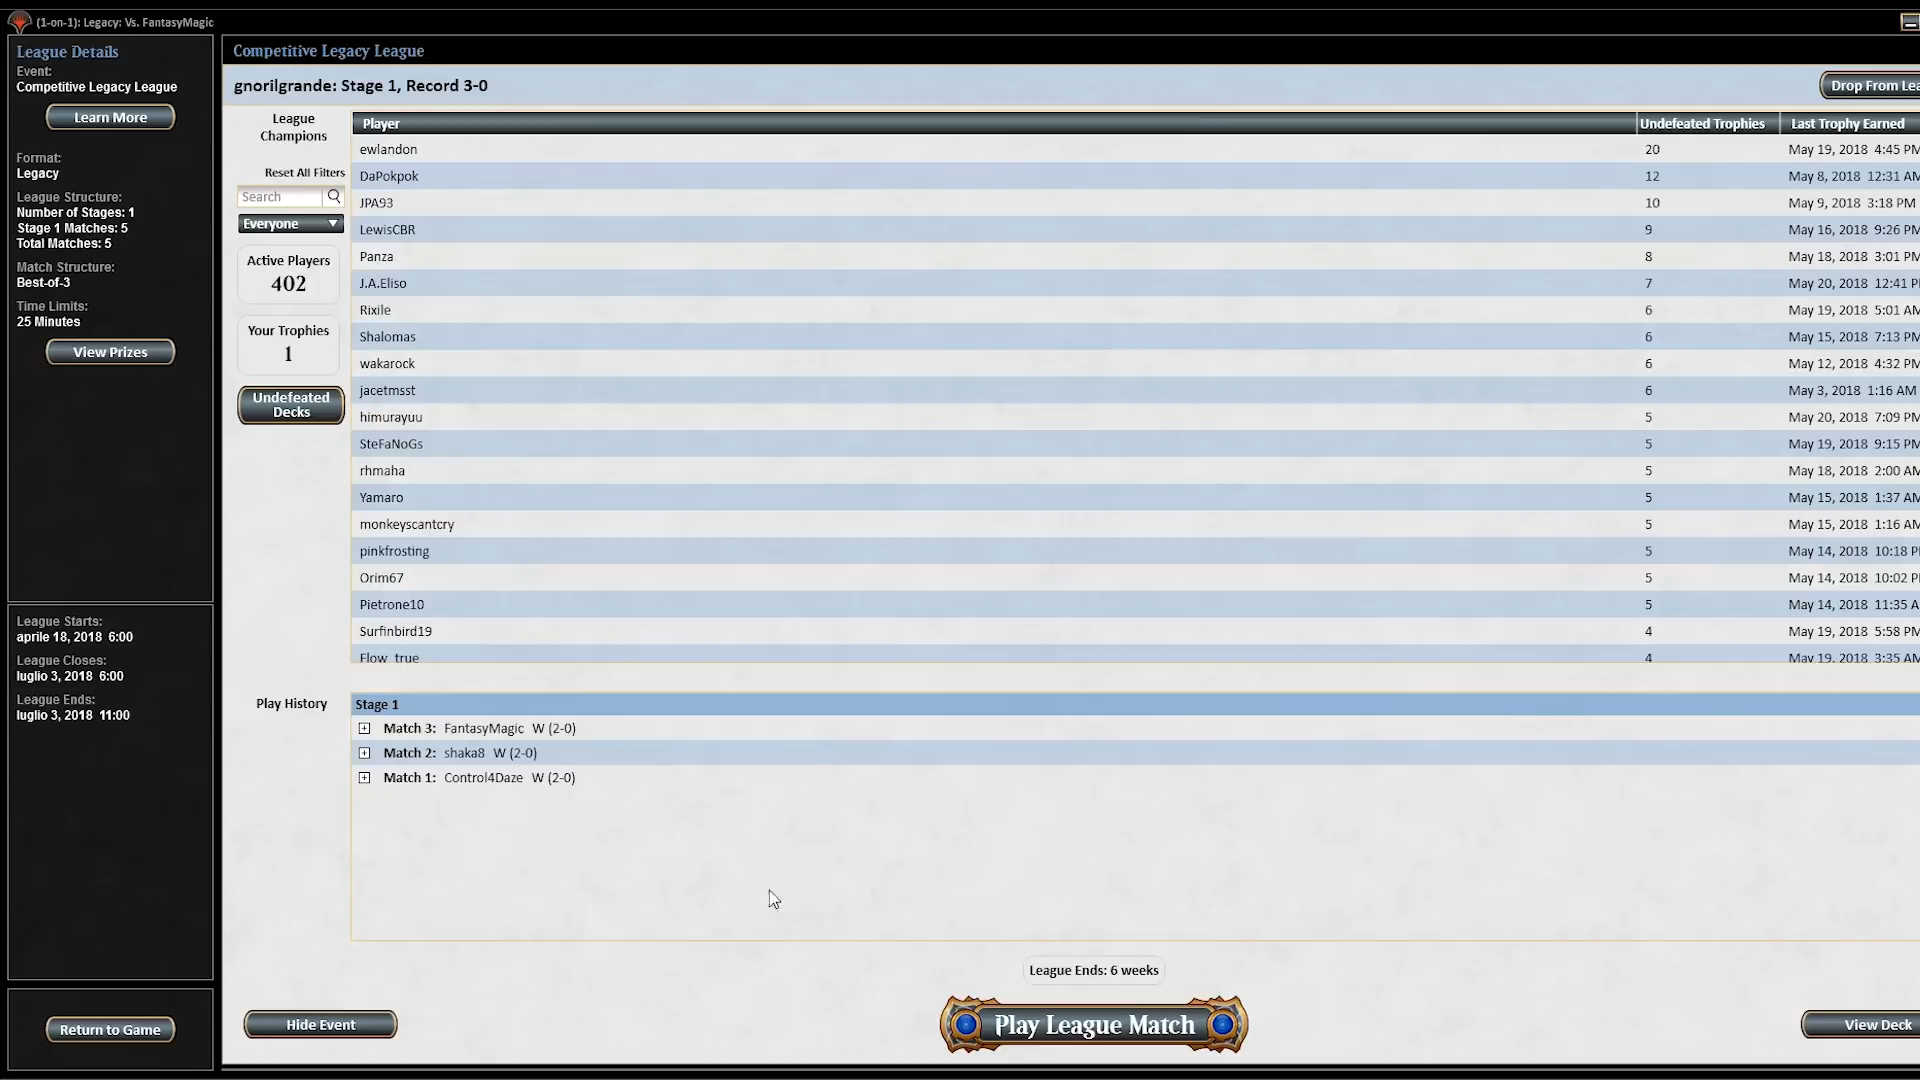 (1-on-1): Legacy: Vs. FantasyMagic
League Details
Event:
Competitive Legacy League
Learn More
Format:
Legacy
League Structure:
Number of Stages: 1
Stage 1 Matches: 5
Total Matches: 5
Match Structure:
Best-of-3
Time Limits:
25 Minutes
View Prizes
League Starts:
aprile 18, 2018 6:00
League Closes:
luglio 3, 2018 6:00
League Ends:
luglio 3, 2018 11:00
Return to Game
Competitive Legacy League
gnorilgrande: Stage 1, Record 3-0
Drop From Lea
League
Champions
Reset All Filters
Search
Everyone
Active Players
402
Your Trophies
1
Undefeated
Decks
Player Undefeated Trophies Last Trophy Earned
ewlandon 20 May 19, 2018 4:45 PM
DaPokpok 12 May 8, 2018 12:31 AM
JPA93 10 May 9, 2018 3:18 PM
LewisCBR 9 May 16, 2018 9:26 PM
Panza 8 May 18, 2018 3:01 PM
J.A.Eliso 7 May 20, 2018 12:41 P
Rixile 6 May 19, 2018 5:01 AM
Shalomas 6 May 15, 2018 7:13 PM
wakarock 6 May 12, 2018 4:32 PM
jacetmsst 6 May 3, 2018 1:16 AM
himurayuu 5 May 20, 2018 7:09 PM
SteFaNoGs 5 May 19, 2018 9:15 PM
rhmaha 5 May 18, 2018 2:00 AM
Yamaro 5 May 15, 2018 1:37 AM
monkeyscantcry 5 May 15, 2018 1:16 AM
pinkfrosting 5 May 14, 2018 10:18 P
Orim67 5 May 14, 2018 10:02 P
Pietrone10 5 May 14, 2018 11:35 A
Surfinbird19 4 May 19, 2018 5:58 PM
Flow_true 4 May 19, 2018 3:35 AM
Play History
Stage 1
Match 3: FantasyMagic W (2-0)
Match 2: shaka8 W (2-0)
Match 1: Control4Daze W (2-0)
League Ends: 6 weeks
Hide Event
Play League Match
View Deck